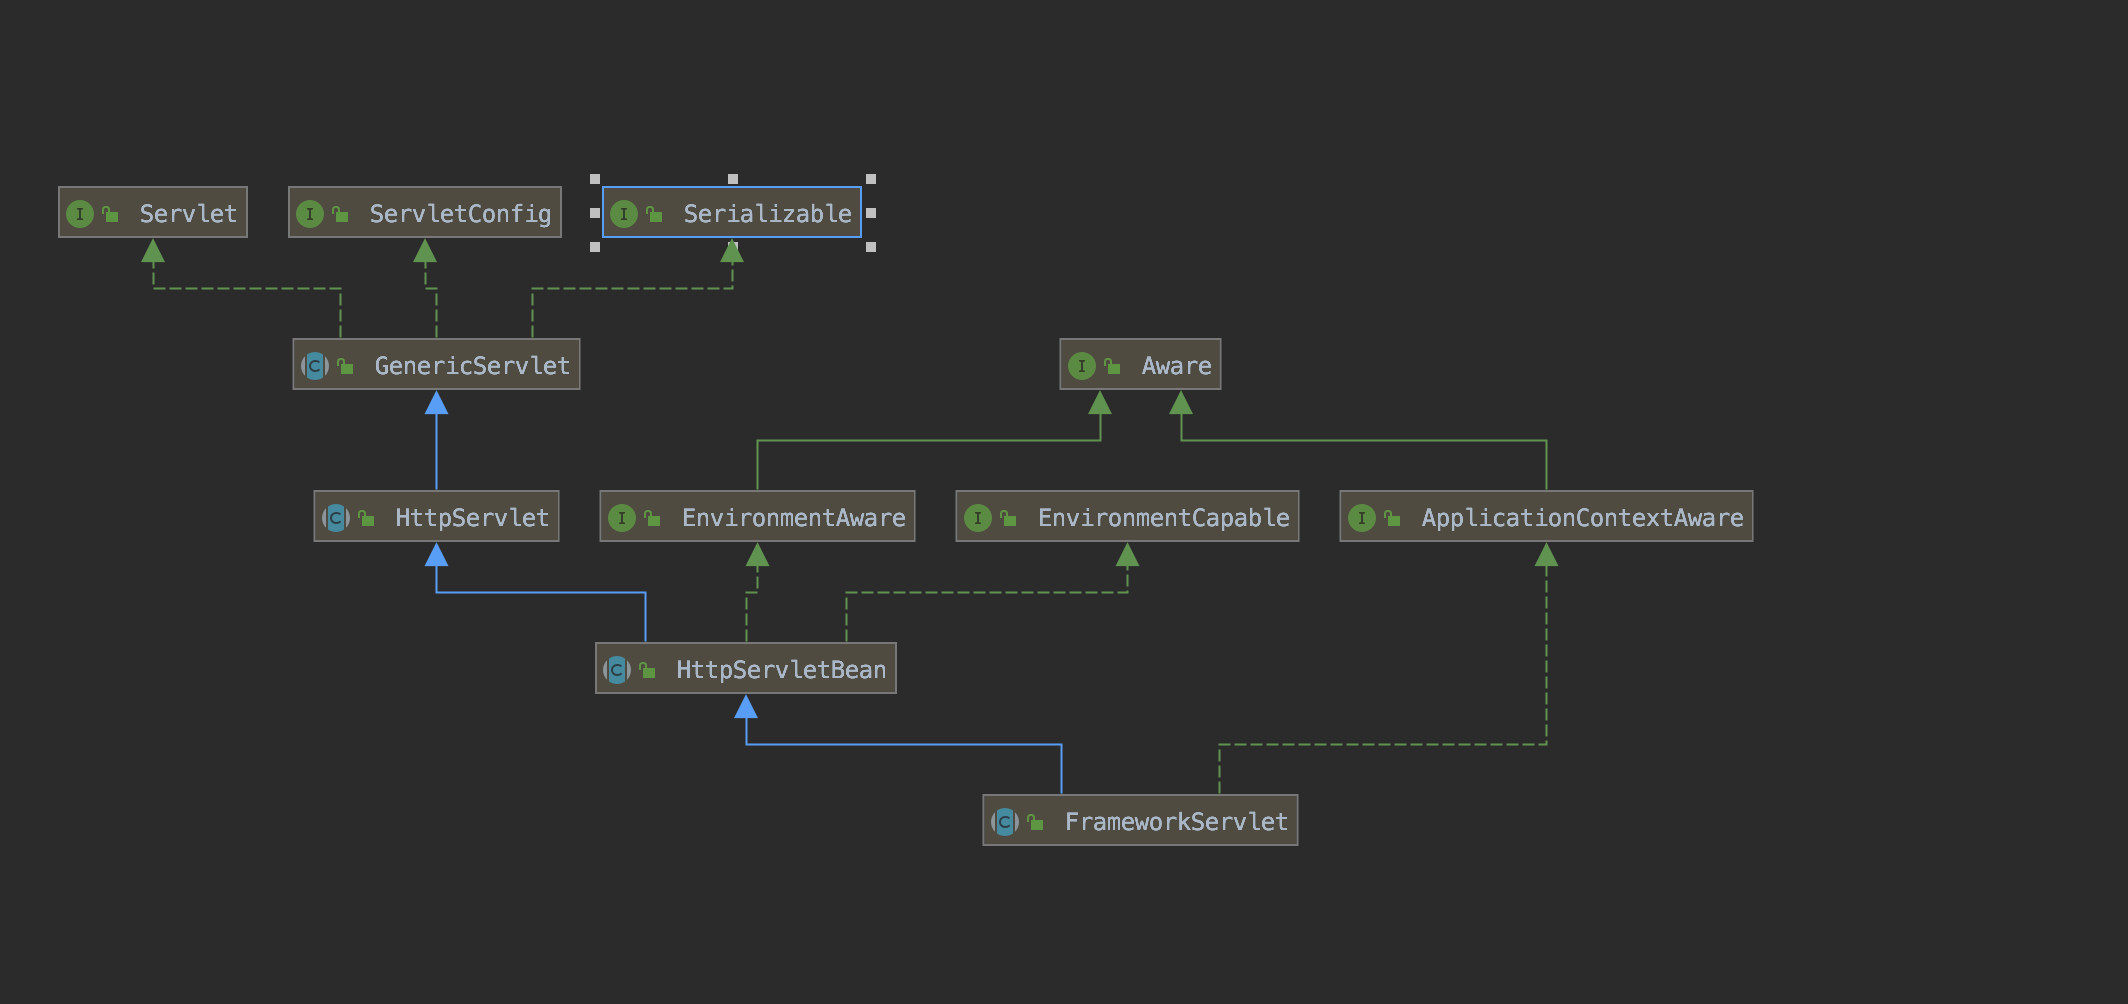 Servlet
ServletConfig
Serializable
GenericServlet
Aware
HttpServlet
EnvironmentAware
EnvironmentCapable
ApplicationContextAware
HttpServletBean
FrameworkServlet